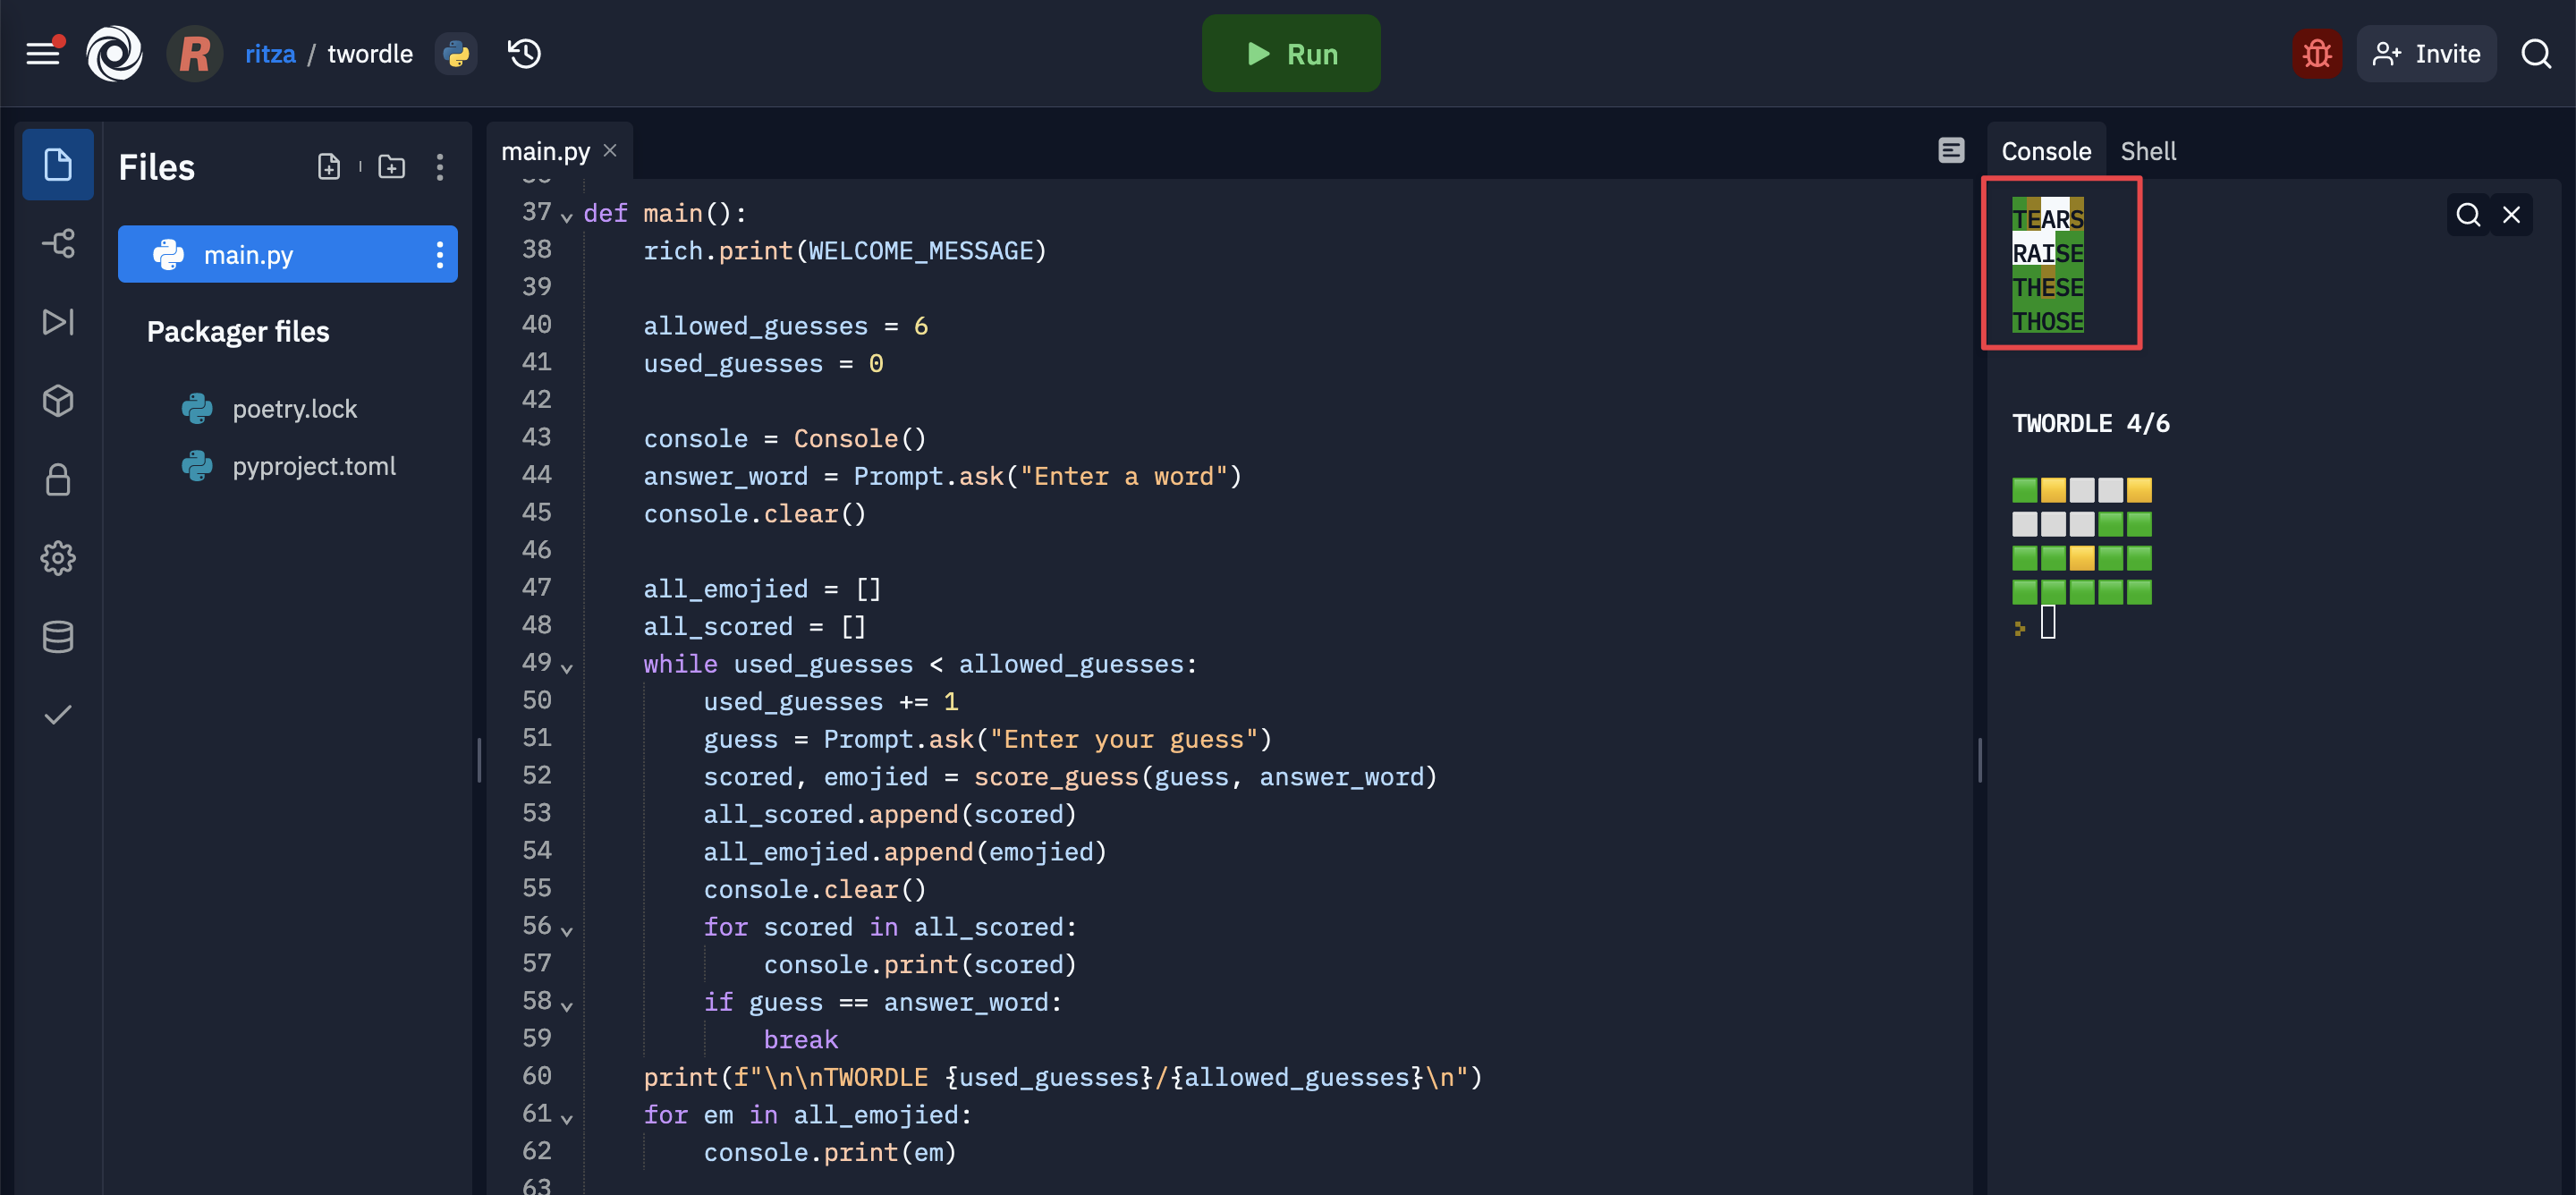 R ritza / twordle
Run
Invite
Files
main.py
Packager files
poetry.lock
pyproject.toml
main.py
37 def main():
38 rich.print(WELCOME_MESSAGE)
39
40 allowed_guesses = 6
41 used_guesses = 0
42
43 console = Console()
44 answer_word = Prompt.ask("Enter a word")
45 console.clear()
46
47 all_emojied = []
48 all_scored = []
49 while used_guesses < allowed_guesses:
50 used_guesses += 1
51 guess = Prompt.ask("Enter your guess")
52 scored, emojied = score_guess(guess, answer_word)
53 all_scored.append(scored)
54 all_emojied.append(emojied)
55 console.clear()
56 for scored in all_scored:
57 console.print(scored)
58 if guess == answer_word:
59 break
60 print(f"\n\nTWORDLE {used_guesses}/{allowed_guesses}\n")
61 for em in all_emojied:
62 console.print(em)
63
Console Shell
TEARS
RAISE
THESE
THOSE
TWORDLE 4/6
🟩🟨⬜⬜🟨
⬜⬜⬜🟩🟩
🟩🟩🟨🟩🟩
🟩🟩🟩🟩🟩
>